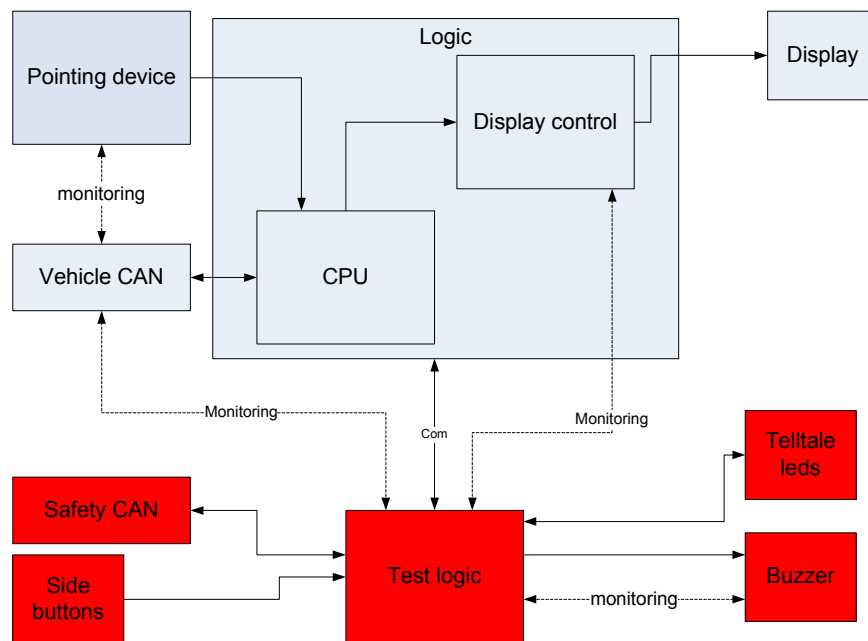 Logic
Pointing device
Display control
Display
monitoring
Vehicle CAN
CPU
Monitoring
Com
Monitoring
Telltale
leds
Safety CAN
Test logic
Side
buttons
Buzzer
monitoring